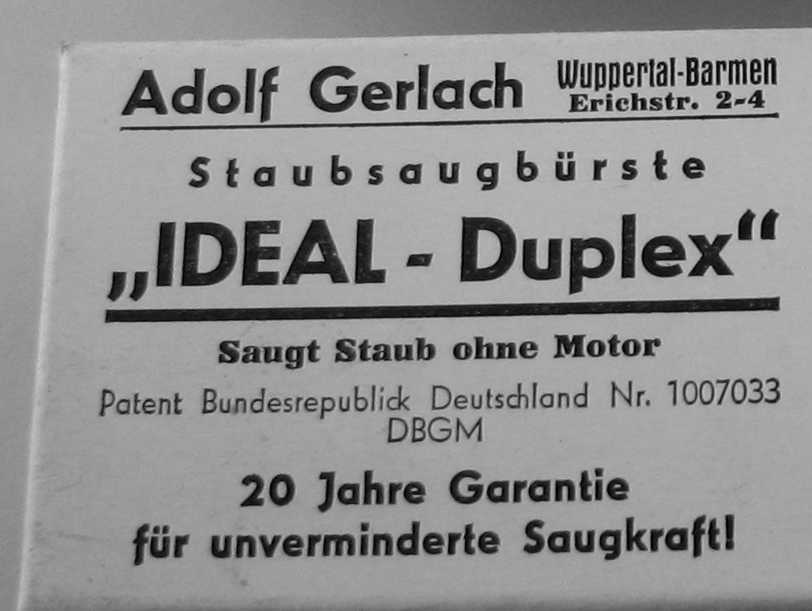 Adolf Gerlach Wuppertal-Barmen
Erichstr. 2-4
Staubsaugbürste
„IDEAL - Duplex“
Saugt Staub ohne Motor
Patent Bundesrepublick Deutschland Nr. 1007033
DBGM
20 Jahre Garantie
für unverminderte Saugkraft!